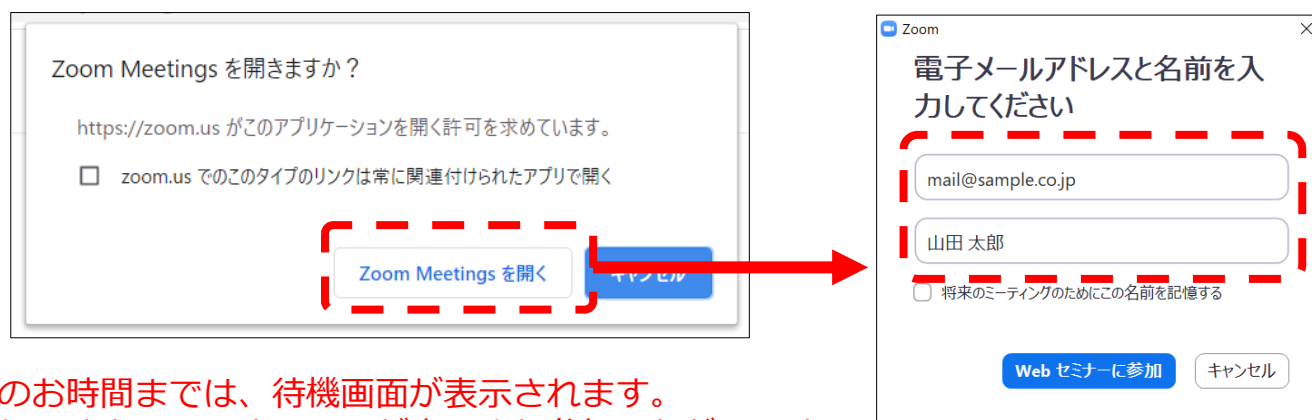 Zoom Meetings を開きますか？
https://zoom.us がこのアプリケーションを開く許可を求めています。
zoom.us でのこのタイプのリンクは常に関連付けられたアプリで開く
Zoom Meetings を開く
キャンセル
Zoom
電子メールアドレスと名前を入
力してください
mail@sample.co.jp
山田 太郎
将来のミーティングのためにこの名前を記憶する
Web セミナーに参加
キャンセル
のお時間までは、待機画面が表示されます。